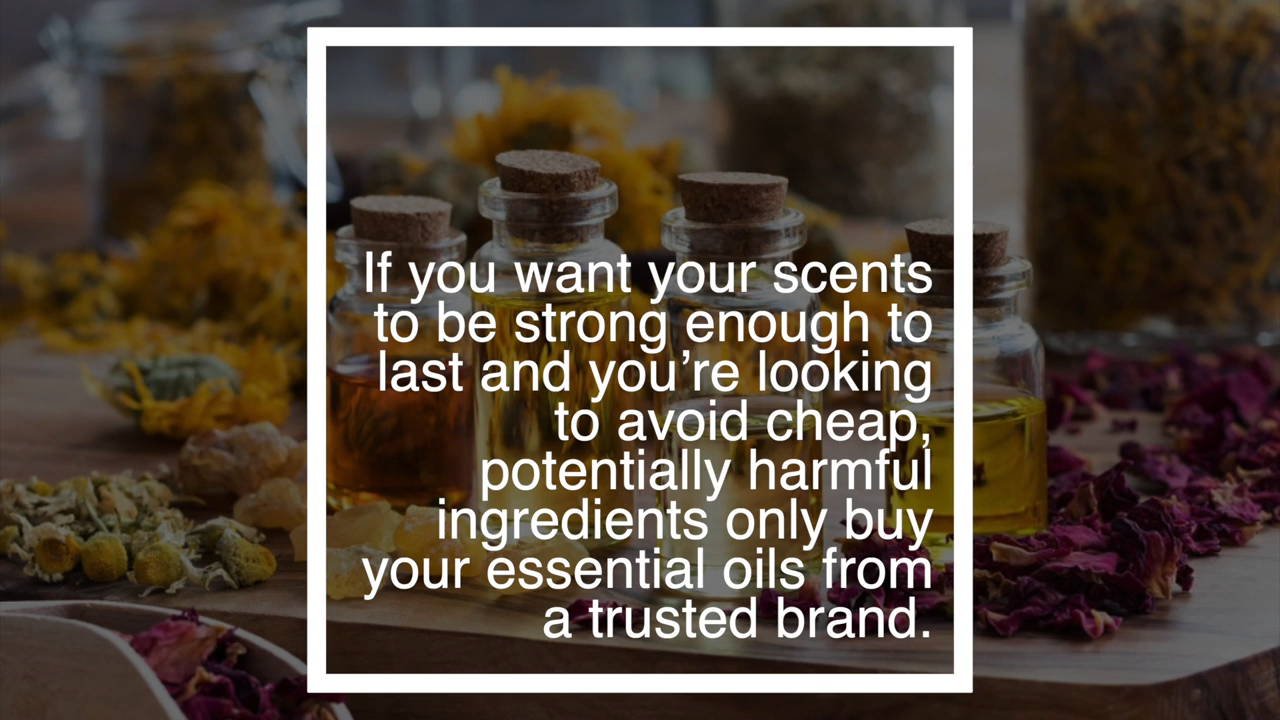 If you want your scents
to be strong enough to
last and you’re looking
to avoid cheap,
potentially harmful
ingredients only buy
your essential oils from
a trusted brand.